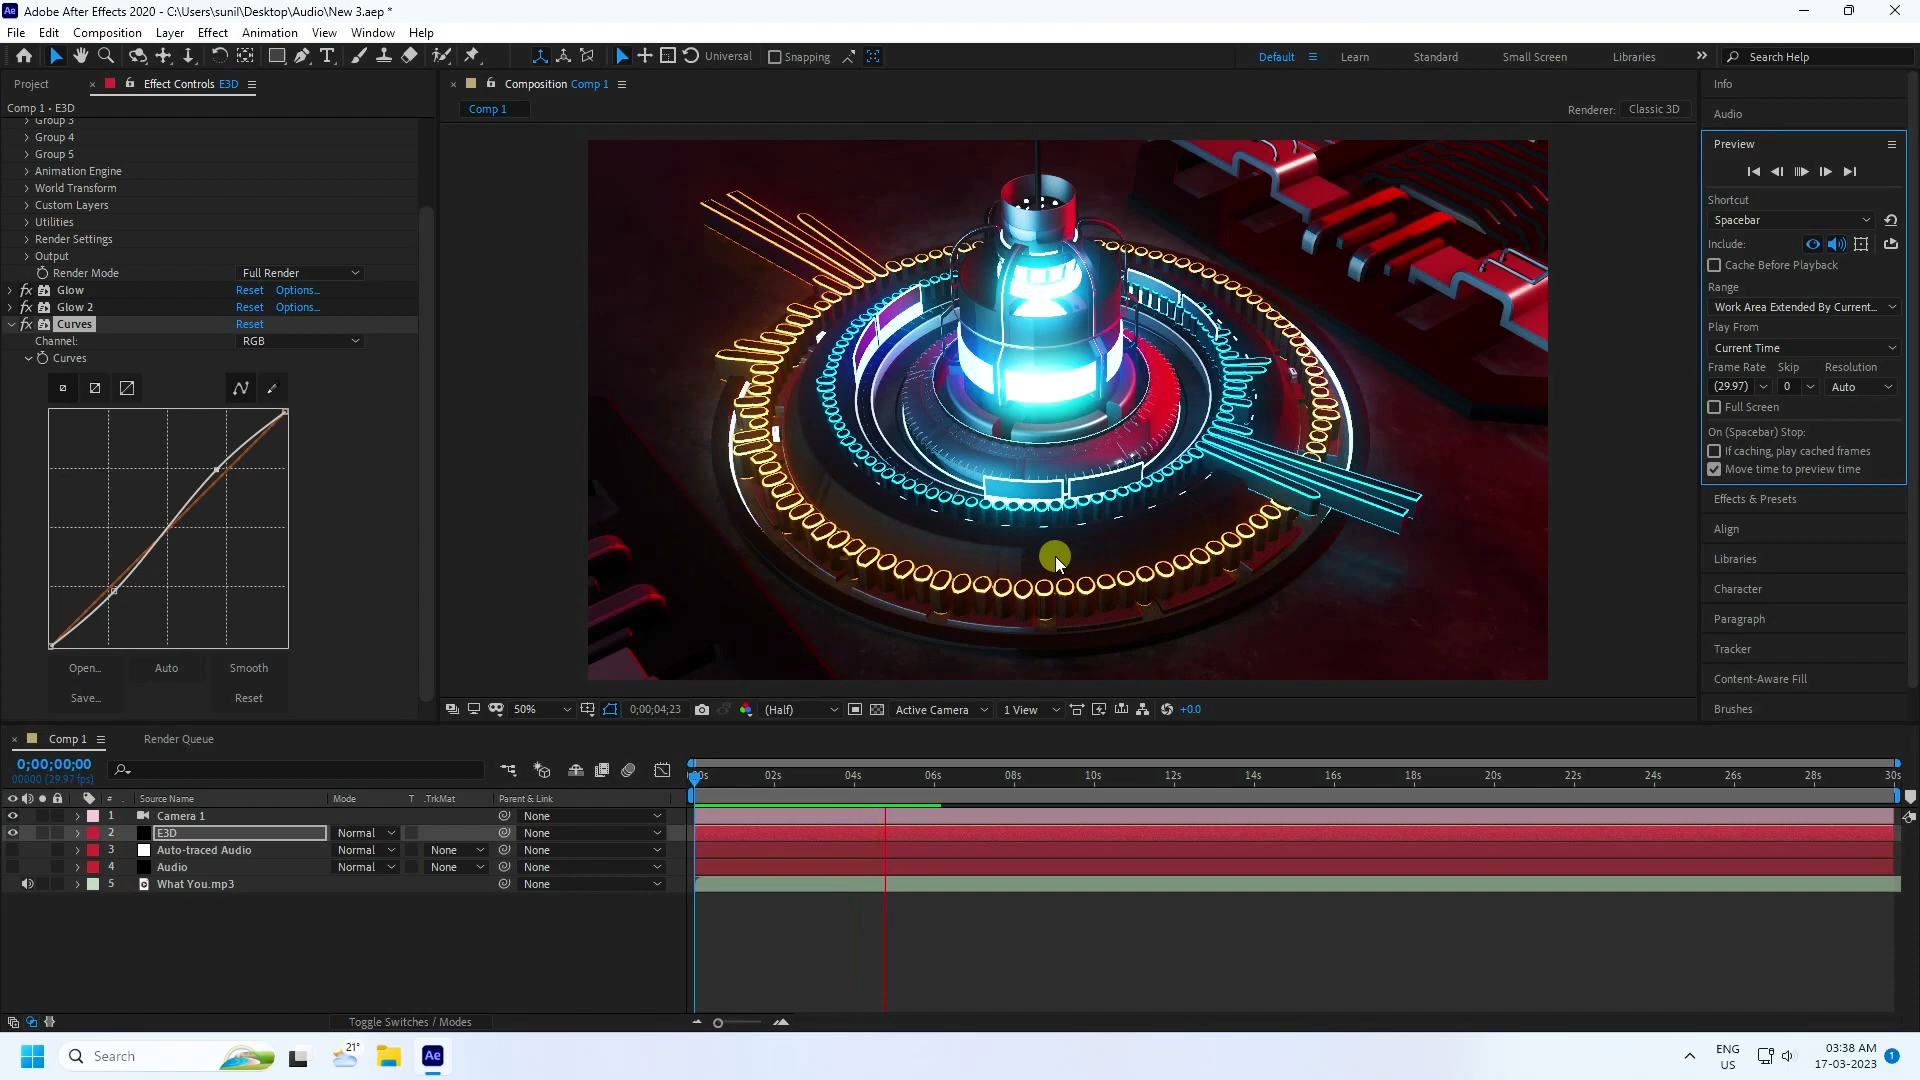 Ae Adobe After Effects 2020 - C:\Users\sunil\Desktop\Audio\New 3.aep *
File Edit Composition Layer Effect Animation View Window Help
Universal Snapping Default Learn Standard Small Screen Libraries Search Help
Project Effect Controls E3D
Composition Comp 1
Info
Comp 1 • E3D
Comp 1
Renderer: Classic 3D
Audio
Group 3
Group 4
Group 5
Animation Engine
World Transform
Custom Layers
Utilities
Render Settings
Output
Render Mode Full Render
fx Glow Reset Options...
fx Glow 2 Reset Options...
fx Curves Reset
Channel: RGB
Curves
Open... Auto Smooth
Save... Reset
Preview
Shortcut
Spacebar
Include:
Cache Before Playback
Range
Work Area Extended By Current...
Play From
Current Time
Frame Rate Skip Resolution
(29.97) 0 Auto
Full Screen
On (Spacebar) Stop:
If caching, play cached frames
Move time to preview time
Effects & Presets
Align
Libraries
Character
Paragraph
Tracker
Content-Aware Fill
Brushes
50% 0;00;04;23 (Half) Active Camera 1 View +0.0
Comp 1 Render Queue
0;00;00;00
00000 (29.97 fps)
00s 02s 04s 06s 08s 10s 12s 14s 16s 18s 20s 22s 24s 26s 28s 30s
# Source Name Mode T .TrkMat Parent & Link
1 Camera 1 None
2 E3D Normal None
3 Auto-traced Audio Normal None None
4 Audio Normal None None
5 What You.mp3 None
Toggle Switches / Modes
Search 21° Ae ENG US 03:38 AM 17-03-2023 1